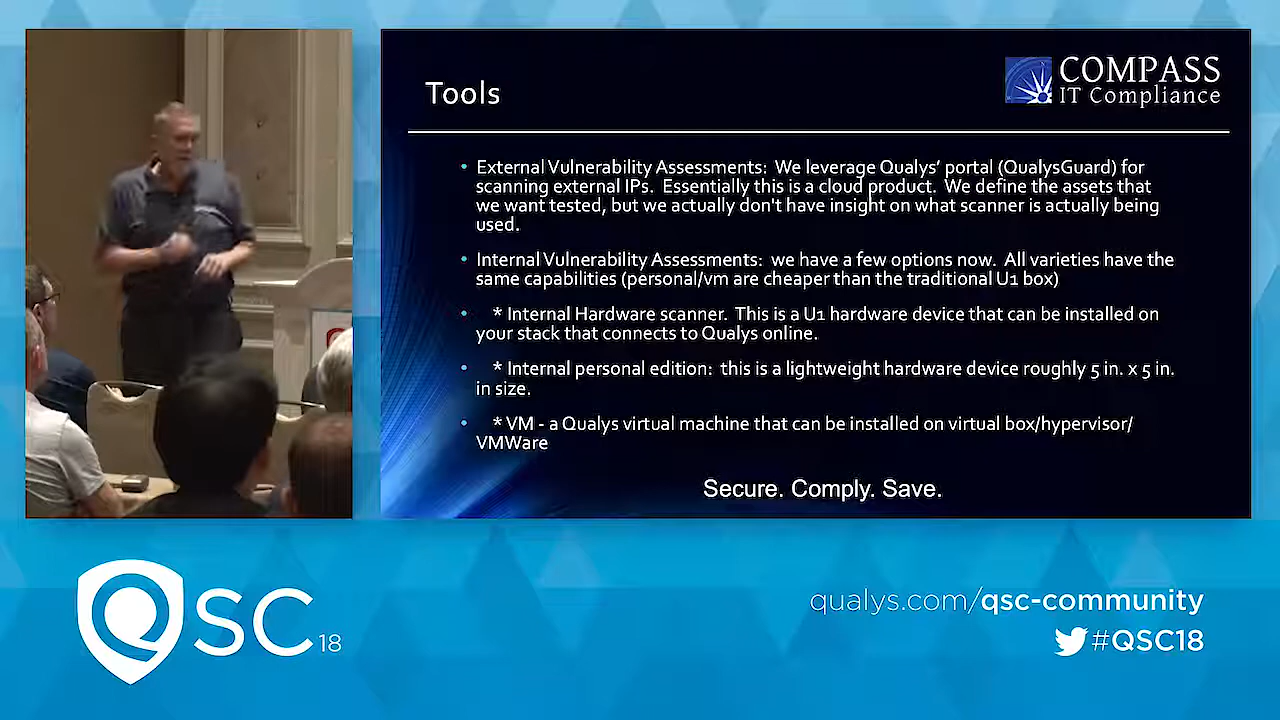 Tools
COMPASS
IT Compliance
• External Vulnerability Assessments:  We leverage Qualys’ portal (QualysGuard) for
scanning external IPs.  Essentially this is a cloud product.  We define the assets that
we want tested, but we actually don't have insight on what scanner is actually being
used.
• Internal Vulnerability Assessments:  we have a few options now.  All varieties have the
same capabilities (personal/vm are cheaper than the traditional U1 box)
• * Internal Hardware scanner.  This is a U1 hardware device that can be installed on
your stack that connects to Qualys online.
• * Internal personal edition:  this is a lightweight hardware device roughly 5 in. x 5 in.
in size.
• * VM - a Qualys virtual machine that can be installed on virtual box/hypervisor/
VMWare
Secure. Comply. Save.
QSC 18
qualys.com/qsc-community
#QSC18